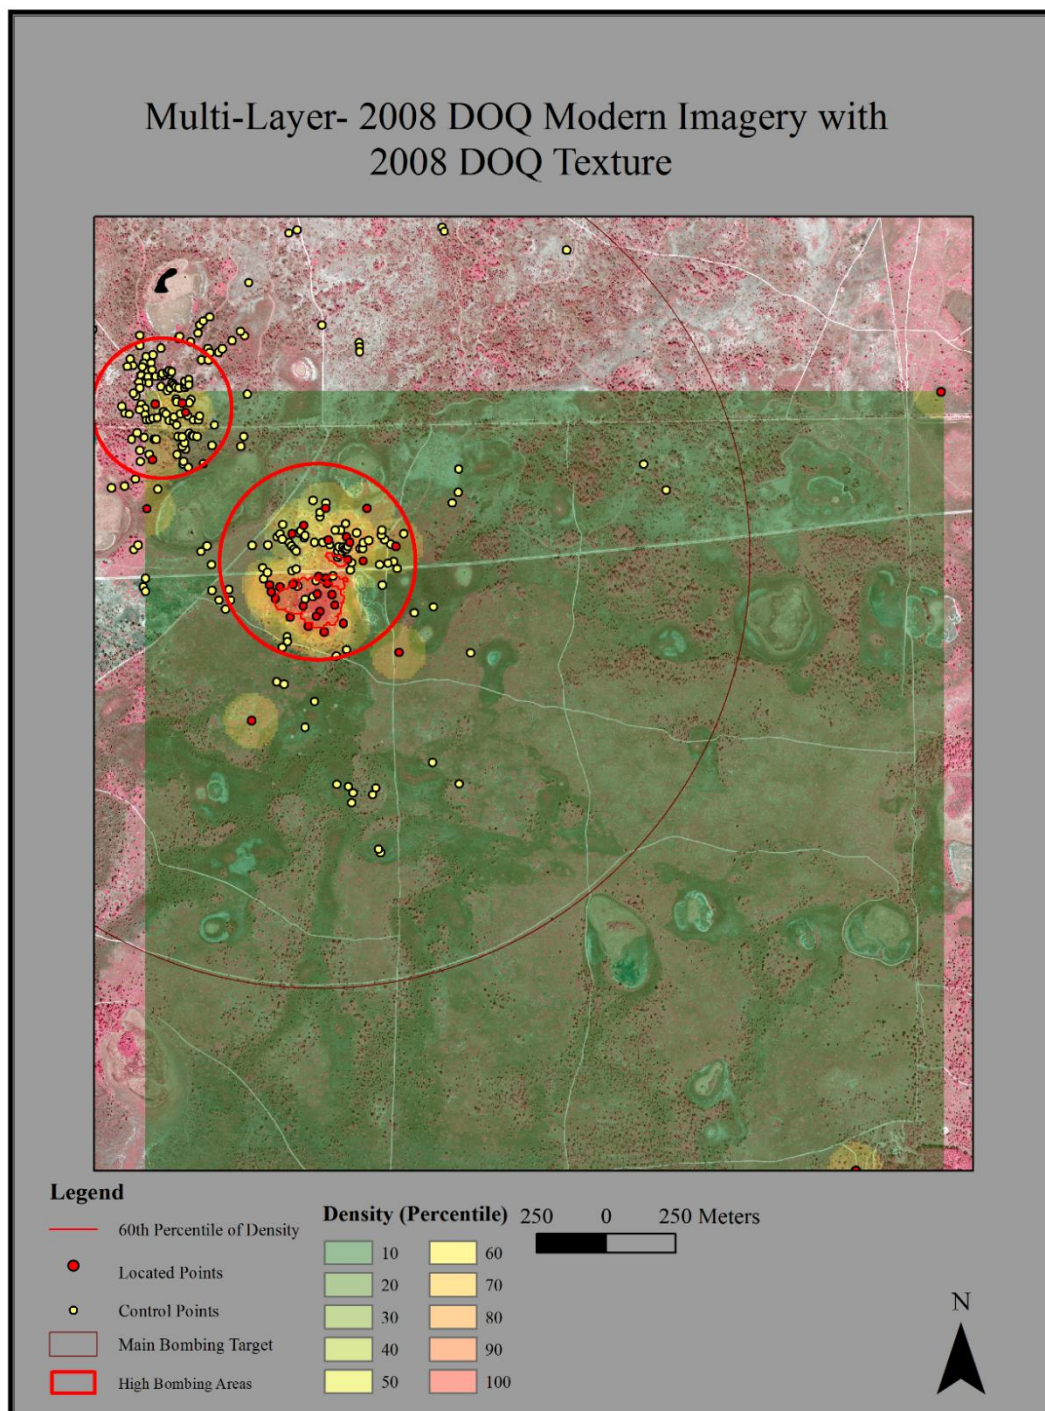 Multi-Layer- 2008 DOQ Modern Imagery with
2008 DOQ Texture
Legend
60th Percentile of Density
Located Points
Control Points
Main Bombing Target
High Bombing Areas
Density (Percentile)
10 60
20 70
30 80
40 90
50 100
250 0 250 Meters
N